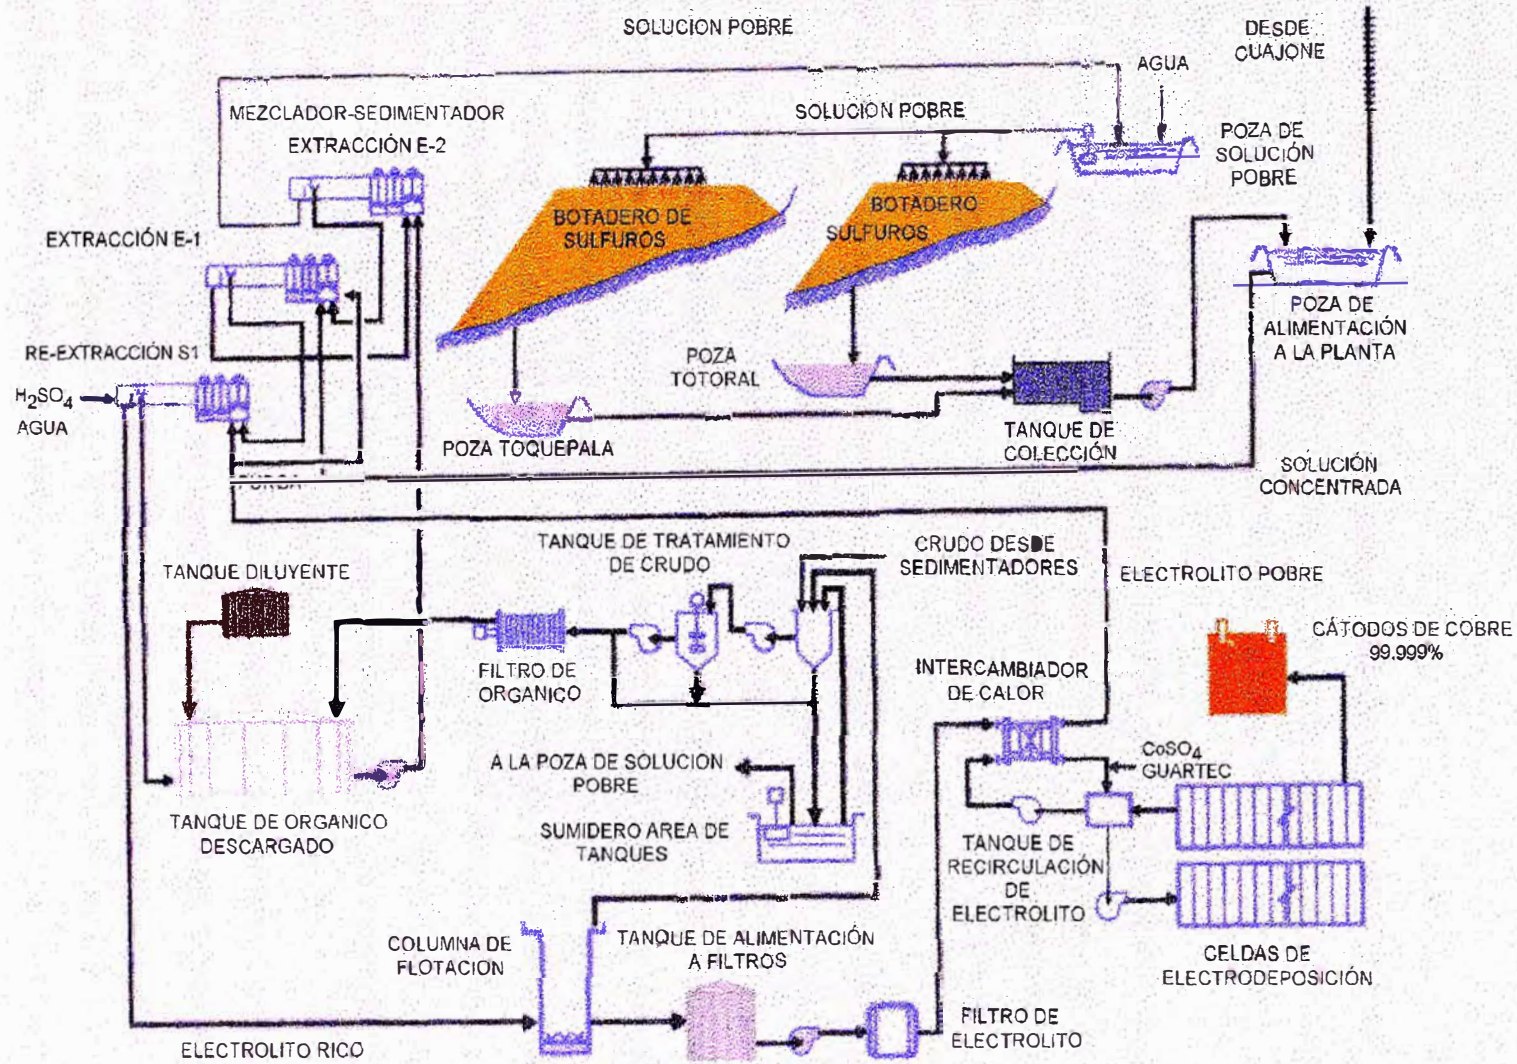 SOLUCION POBRE
DESDE
CUAJONE
AGUA
MEZCLADOR-SEDIMENTADOR
SOLUCIÓN POBRE
EXTRACCIÓN E-2
POZA DE
SOLUCIÓN
POBRE
BOTADERO DE
SULFUROS
BOTADERO
SULFUROS
EXTRACCIÓN E-1
POZA DE
ALIMENTACIÓN
A LA PLANTA
RE-EXTRACCIÓN S1
POZA
TOTORAL
H2SO4
AGUA
POZA TOQUEPALA
TANQUE DE
COLECCIÓN
SOLUCIÓN
CONCENTRADA
TANQUE DE TRATAMIENTO
DE CRUDO
CRUDO DESDE
SEDIMENTADORES
TANQUE DILUYENTE
ELECTROLITO POBRE
CÁTODOS DE COBRE
99.999%
FILTRO DE
ORGANICO
INTERCAMBIADOR
DE CALOR
CoSO4
GUARTEC
A LA POZA DE SOLUCION
POBRE
TANQUE DE ORGANICO
DESCARGADO
SUMIDERO AREA DE
TANQUES
TANQUE DE
RECIRCULACIÓN
DE
ELECTROLITO
COLUMNA DE
FLOTACION
TANQUE DE ALIMENTACIÓN
A FILTROS
CELDAS DE
ELECTRODEPOSICIÓN
FILTRO DE
ELECTROLITO
ELECTROLITO RICO